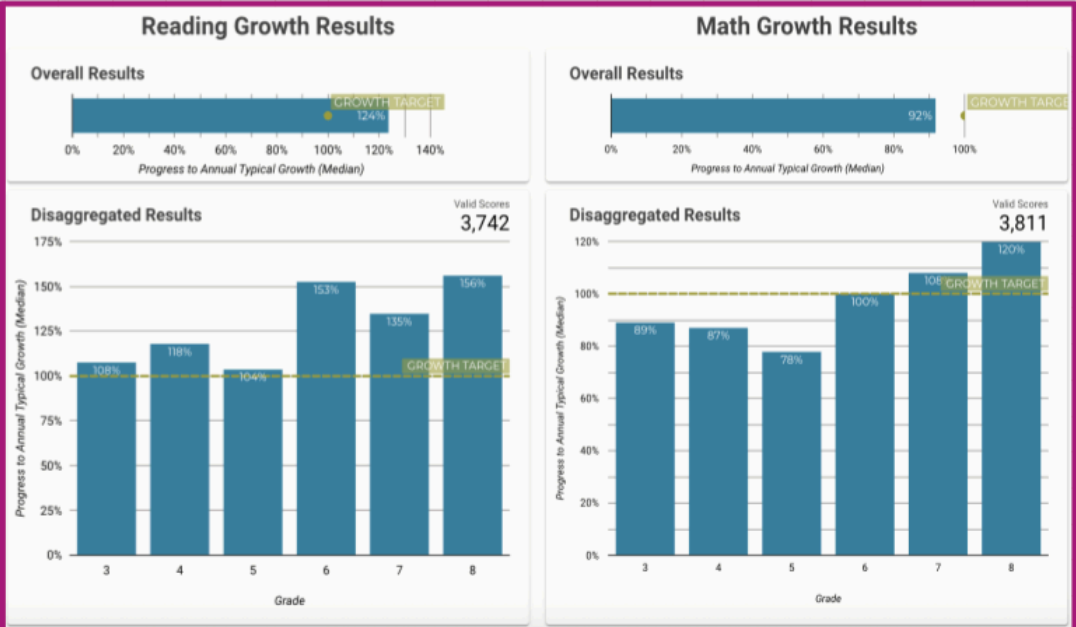 Reading Growth Results
Overall Results
GROWTH TARGET
124%
0% 20% 40% 60% 80% 100% 120% 140%
Progress to Annual Typical Growth (Median)
Disaggregated Results
Valid Scores
3,742
175%
150%
125%
100%
75%
50%
25%
0%
Progress to Annual Typical Growth (Median)
108%
118%
104%
153%
135%
156%
GROWTH TARGET
3 4 5 6 7 8
Grade
Math Growth Results
Overall Results
GROWTH TARGE
92%
0% 20% 40% 60% 80% 100%
Progress to Annual Typical Growth (Median)
Disaggregated Results
Valid Scores
3,811
120%
100%
80%
60%
40%
20%
0%
Progress to Annual Typical Growth (Median)
89%
87%
78%
100%
108
120%
GROWTH TARGET
3 4 5 6 7 8
Grade